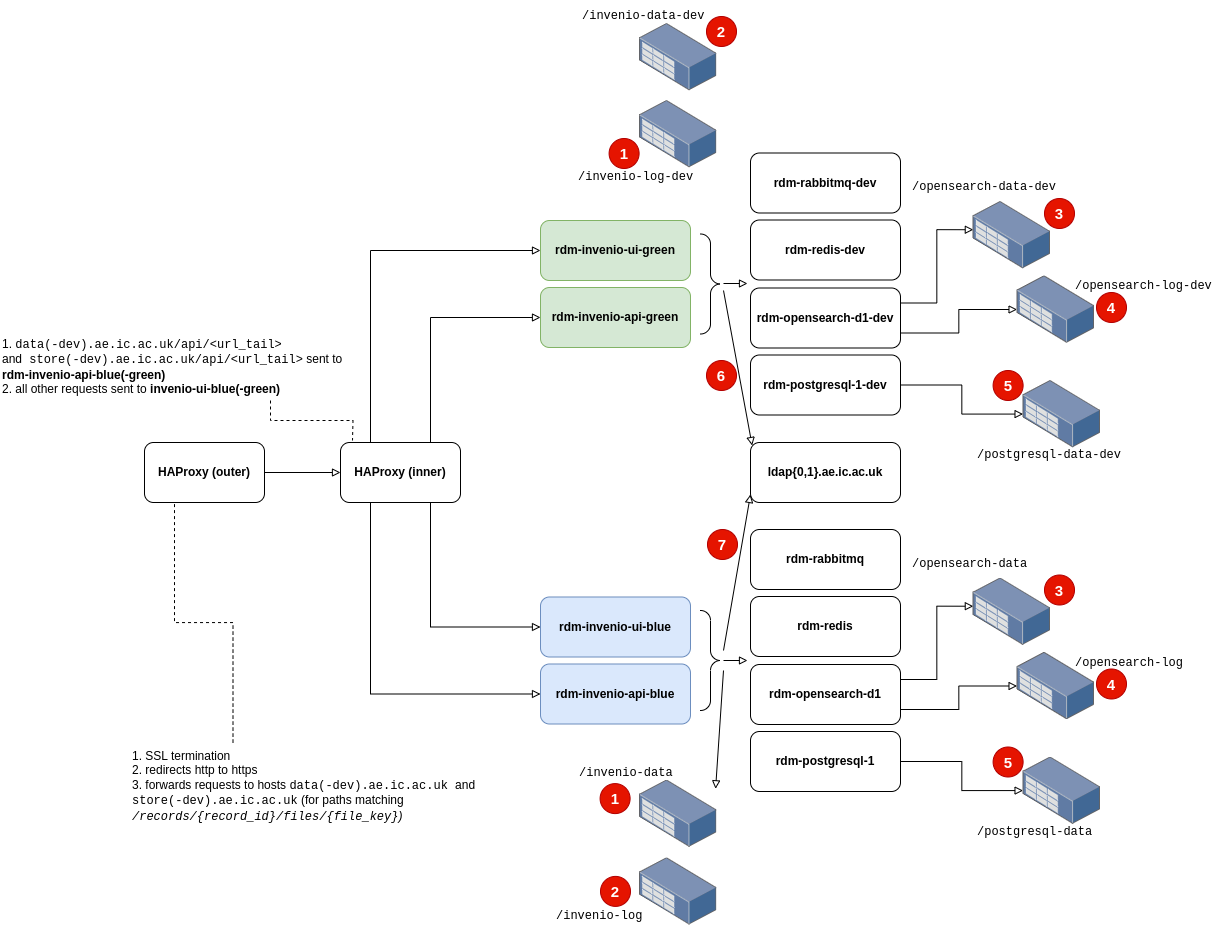 /invenio-data-dev
2
1
/invenio-log-dev
rdm-rabbitmq-dev
/opensearch-data-dev
3
rdm-invenio-ui-green
rdm-redis-dev
/opensearch-log-dev
4
rdm-invenio-api-green
rdm-opensearch-d1-dev
1. data(-dev).ae.ic.ac.uk/api/<url_tail>
and store(-dev).ae.ic.ac.uk/api/<url_tail> sent to
rdm-invenio-api-blue(-green)
2. all other requests sent to invenio-ui-blue(-green)
6
rdm-postgresql-1-dev
5
/postgresql-data-dev
HAProxy (outer)
HAProxy (inner)
ldap{0,1}.ae.ic.ac.uk
7
rdm-rabbitmq
/opensearch-data
3
rdm-invenio-ui-blue
rdm-redis
/opensearch-log
4
rdm-invenio-api-blue
rdm-opensearch-d1
rdm-postgresql-1
5
/postgresql-data
1. SSL termination
2. redirects http to https
3. forwards requests to hosts data(-dev).ae.ic.ac.uk and
store(-dev).ae.ic.ac.uk (for paths matching
/records/{record_id}/files/{file_key})
/invenio-data
1
2
/invenio-log